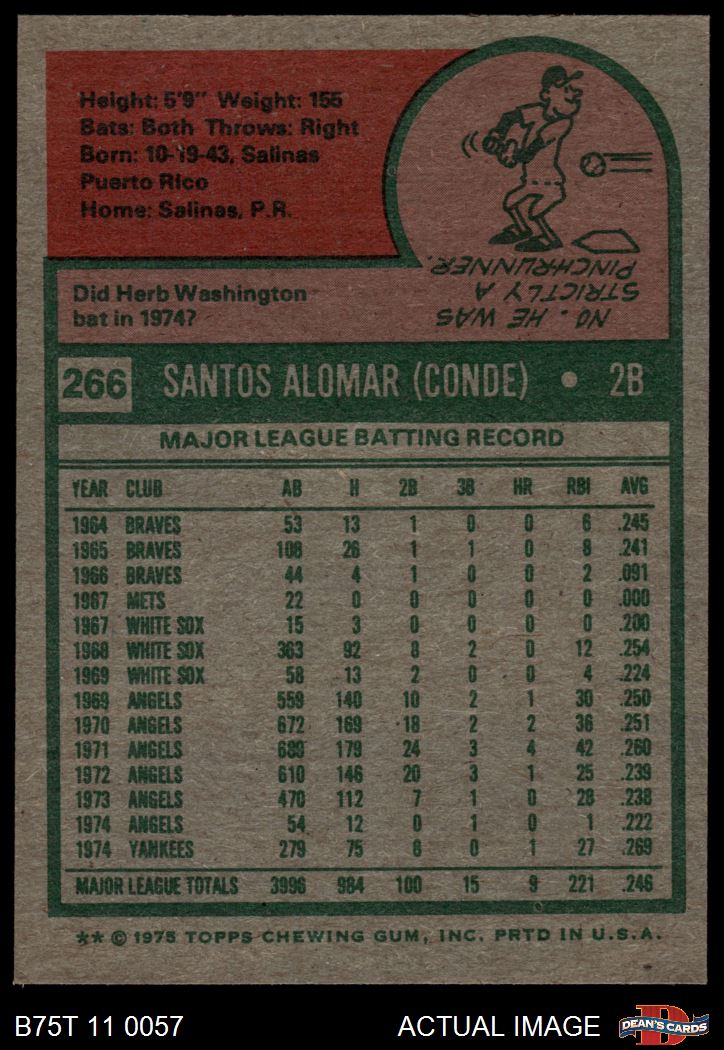 Height: 5'9" Weight: 155
Bats: Both Throws: Right
Born: 10-19-43, Salinas
Puerto Rico
Home: Salinas, P.R.
Did Herb Washington
bat in 1974?
NO. HE WAS
STRICTLY A
PINCHRUNNER.
266 SANTOS ALOMAR (CONDE) • 2B
MAJOR LEAGUE BATTING RECORD
YEAR CLUB AB H 2B 3B HR RBI AVG
1964 BRAVES 53 13 1 0 0 6 .245
1965 BRAVES 108 26 1 1 0 8 .241
1966 BRAVES 44 4 1 0 0 2 .091
1967 METS 22 0 0 0 0 0 .000
1967 WHITE SOX 15 3 0 0 0 0 .200
1968 WHITE SOX 363 92 8 2 0 12 .254
1969 WHITE SOX 58 13 2 0 0 4 .224
1969 ANGELS 559 140 10 2 1 30 .250
1970 ANGELS 672 169 18 2 2 36 .251
1971 ANGELS 689 179 24 3 4 42 .260
1972 ANGELS 610 146 20 3 1 25 .239
1973 ANGELS 470 112 7 1 0 28 .238
1974 ANGELS 54 12 0 1 0 1 .222
1974 YANKEES 279 75 8 0 1 27 .269
MAJOR LEAGUE TOTALS 3996 984 100 15 9 221 .246
** © 1975 TOPPS CHEWING GUM, INC. PRTD IN U.S.A.
B75T 11 0057 ACTUAL IMAGE D DEAN'S CARDS